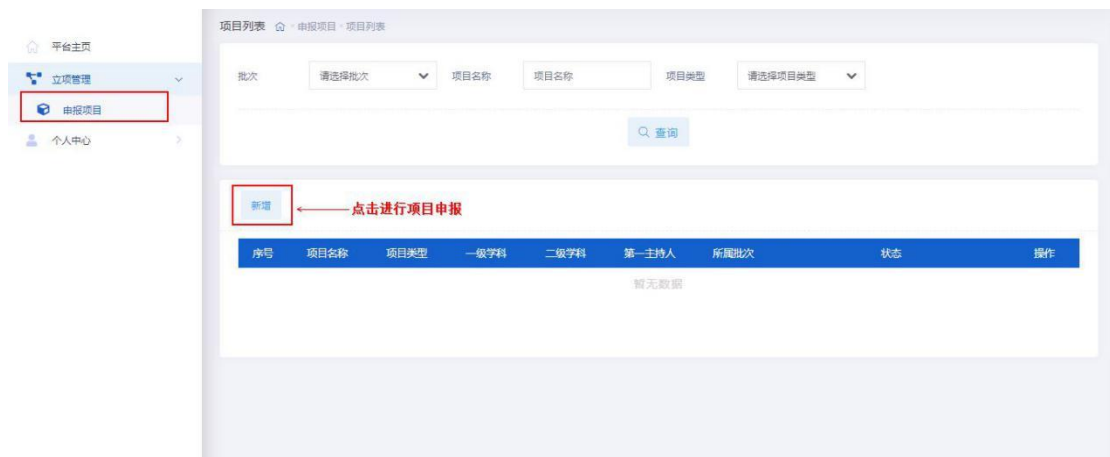 项目列表 申报项目 项目列表
平台主页
立项管理
申报项目
个人中心
批次 请选择批次 项目名称 项目名称 项目类型 请选择项目类型
查询
新增 点击进行项目申报
序号 项目名称 项目类型 一级学科 二级学科 第一主持人 所属批次 状态 操作
暂无数据